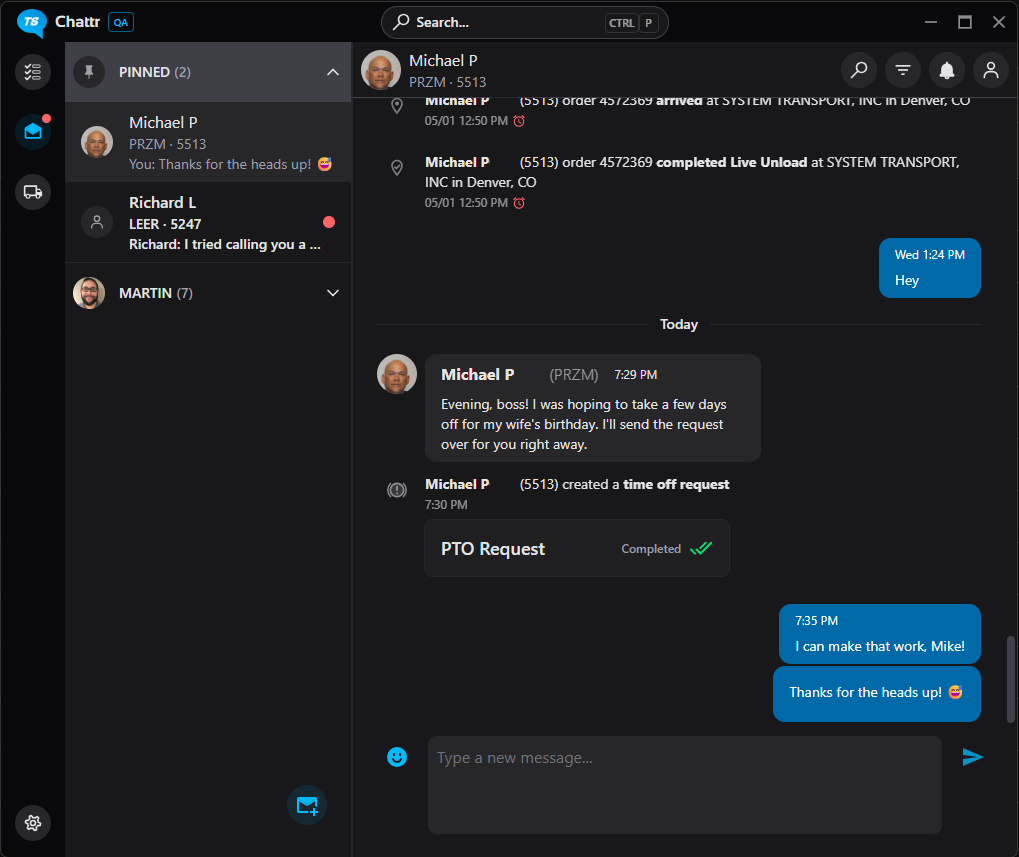 TG Chattr QA
Search... CTRL P
PINNED (2)
Michael P
PRZM · 5513
You: Thanks for the heads up! 😅
Richard L
LEER · 5247
Richard: I tried calling you a ...
MARTIN (7)
Michael P
PRZM · 5513
Michael P (5513) order 4572369 arrived at SYSTEM TRANSPORT, INC in Denver, CO
05/01 12:50 PM
Michael P (5513) order 4572369 completed Live Unload at SYSTEM TRANSPORT,
INC in Denver, CO
05/01 12:50 PM
Wed 1:24 PM
Hey
Today
Michael P (PRZM) 7:29 PM
Evening, boss! I was hoping to take a few days
off for my wife's birthday. I'll send the request
over for you right away.
Michael P (5513) created a time off request
7:30 PM
PTO Request Completed
7:35 PM
I can make that work, Mike!
Thanks for the heads up! 😅
Type a new message...